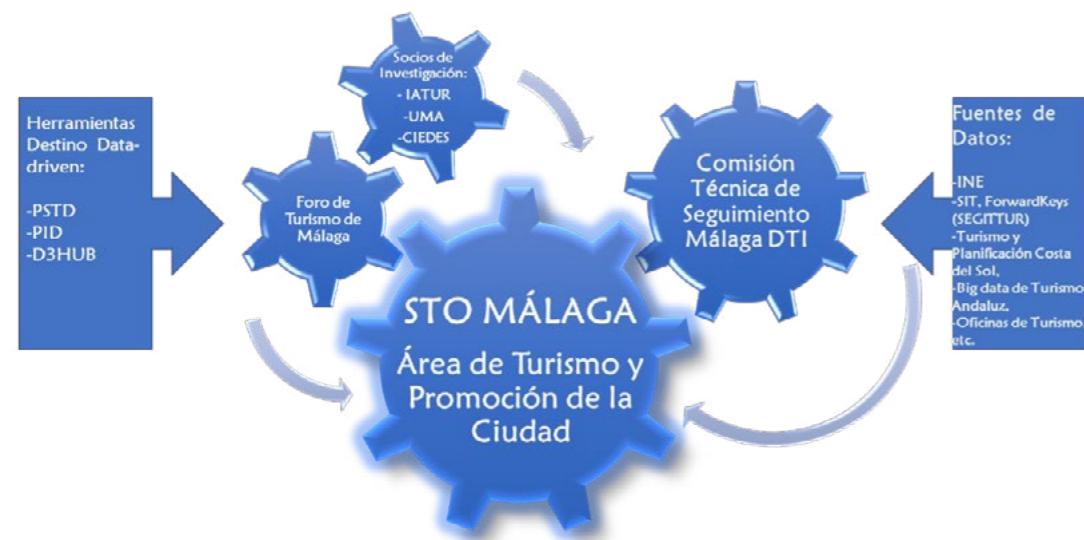 Herramientas
Destino Data-
driven:
-PSTD
-PID
-D3HUB
Socios de
Investigación:
- IATUR
-UMA
-CIEDES
Foro de
Turismo de
Málaga
STO MÁLAGA
Área de Turismo y
Promoción de la
Ciudad
Comisión
Técnica de
Seguimiento
Málaga DTI
Fuentes de
Datos:
-INE
-SIT, ForwardKeys
(SEGITTUR)
-Turismo y
Planificación Costa
del Sol,
-Big data de Turismo
Andaluz,
-Oficinas de Turismo,
etc.